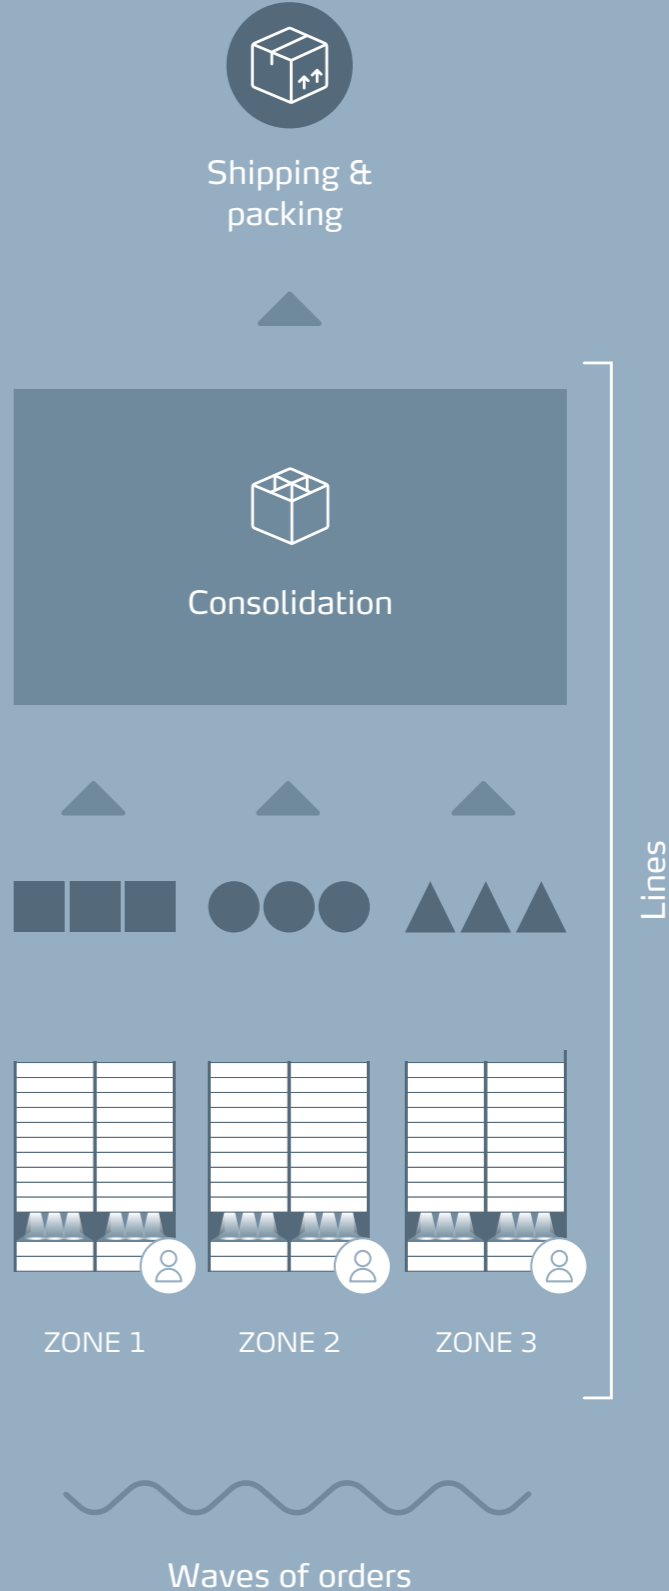 Shipping &
packing
Consolidation
Lines
ZONE 1
ZONE 2
ZONE 3
Waves of orders